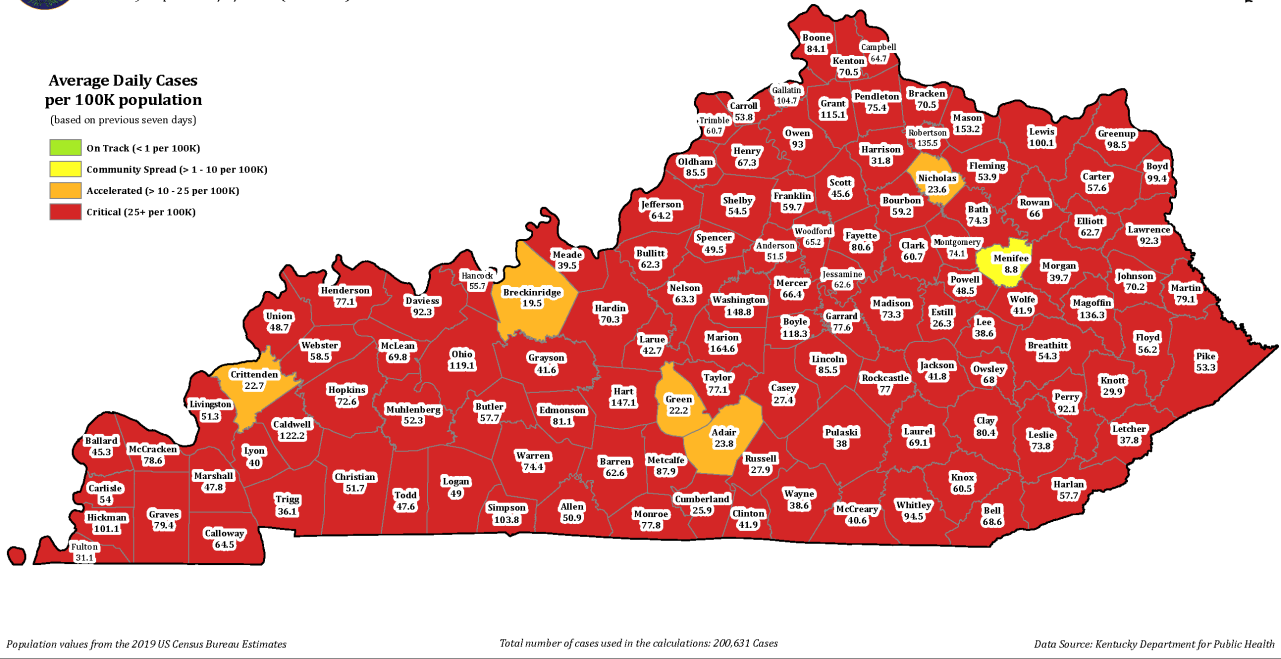 Average Daily Cases
per 100K population
(based on previous seven days)
On Track (< 1 per 100K)
Community Spread (> 1 - 10 per 100K)
Accelerated (> 10 - 25 per 100K)
Critical (25+ per 100K)
Boone
84.1
Campbell
64.7
Kenton
70.5
Gallatin
104.7
Carroll
53.8
Grant
115.1
Pendleton
75.4
Bracken
70.5
Trimble
60.7
Mason
153.2
Owen
93
Robertson
135.5
Lewis
100.1
Greenup
98.5
Henry
67.3
Harrison
31.8
Oldham
85.5
Fleming
53.9
Boyd
99.4
Nicholas
23.6
Carter
57.6
Scott
45.6
Jefferson
64.2
Shelby
54.5
Franklin
59.7
Bourbon
59.2
Bath
74.3
Rowan
66
Elliott
62.7
Lawrence
92.3
Spencer
49.5
Anderson
51.5
Woodford
65.2
Fayette
80.6
Clark
60.7
Montgomery
74.1
Menifee
8.8
Morgan
39.7
Meade
39.5
Bullitt
62.3
Hancock
55.7
Jessamine
62.6
Powell
48.5
Johnson
70.2
Martin
79.1
Henderson
77.1
Daviess
92.3
Breckinridge
19.5
Nelson
63.3
Mercer
66.4
Washington
148.8
Hardin
70.3
Madison
73.3
Wolfe
41.9
Magoffin
136.3
Union
48.7
Boyle
118.3
Garrard
77.6
Estill
26.3
Lee
38.6
Webster
58.5
McLean
69.8
Ohio
119.1
Grayson
41.6
Larue
42.7
Marion
164.6
Breathitt
54.3
Floyd
56.2
Pike
53.3
Crittenden
22.7
Lincoln
85.5
Jackson
41.8
Owsley
68
Rockcastle
77
Taylor
77.1
Knott
29.9
Livingston
51.3
Hopkins
72.6
Muhlenberg
52.3
Butler
57.7
Edmonson
81.1
Hart
147.1
Green
22.2
Casey
27.4
Perry
92.1
Caldwell
122.2
Adair
23.8
Pulaski
38
Laurel
69.1
Clay
80.4
Leslie
73.8
Letcher
37.8
Ballard
45.3
McCracken
78.6
Lyon
40
Warren
74.4
Barren
62.6
Metcalfe
87.9
Russell
27.9
Marshall
47.8
Christian
51.7
Logan
49
Todd
47.6
Knox
60.5
Harlan
57.7
Carlisle
54
Trigg
36.1
Simpson
103.8
Allen
50.9
Monroe
77.8
Cumberland
25.9
Clinton
41.9
Wayne
38.6
McCreary
40.6
Whitley
94.5
Bell
68.6
Hickman
101.1
Graves
79.4
Calloway
64.5
Fulton
31.1
Population values from the 2019 US Census Bureau Estimates
Total number of cases used in the calculations: 200,631 Cases
Data Source: Kentucky Department for Public Health